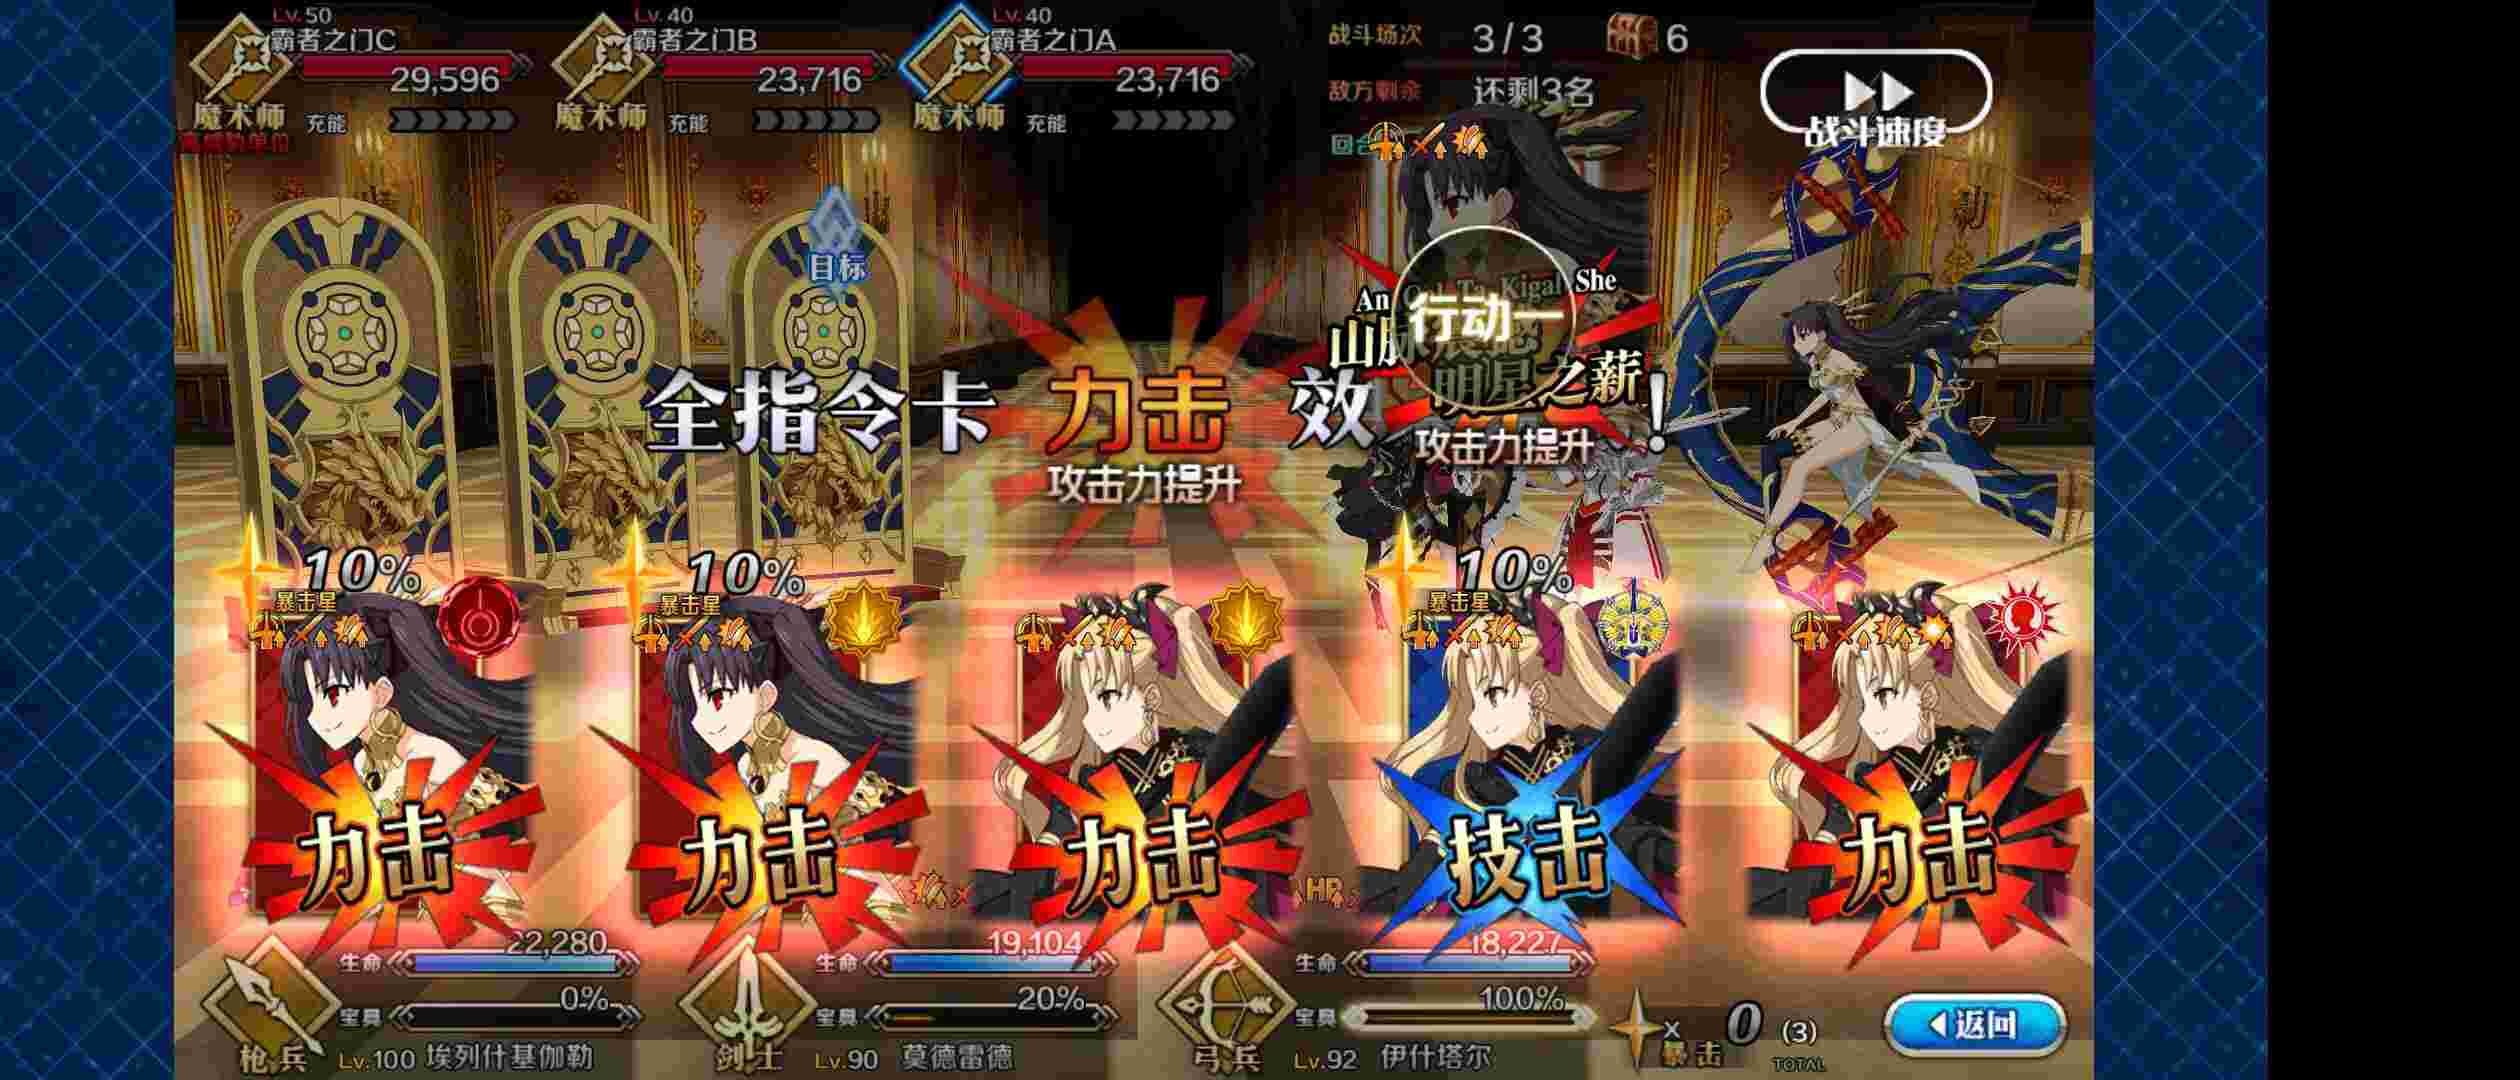 Lv.50
霸者之门C
29,596
魔术师
充能
Lv.40
霸者之门B
23,716
魔术师
充能
Lv.40
霸者之门A
23,716
魔术师
充能
战斗场次 3/3
6
敌方剩余 还剩3名
战斗速度
目标
行动一
An
Kigal She
明星之薪
攻击力提升
全指令卡 力击 效 !
攻击力提升
10%
暴击星
10%
暴击星
10%
暴击星
力击
力击
力击
技击
力击
生命 22,280
宝具 0%
枪兵 Lv.100 埃列什基伽勒
生命 19,104
宝具 20%
剑士 Lv.90 莫德雷德
HP
生命 18,227
宝具 100%
弓兵 Lv.92 伊什塔尔
x 0 (3)
暴击 TOTAL
返回